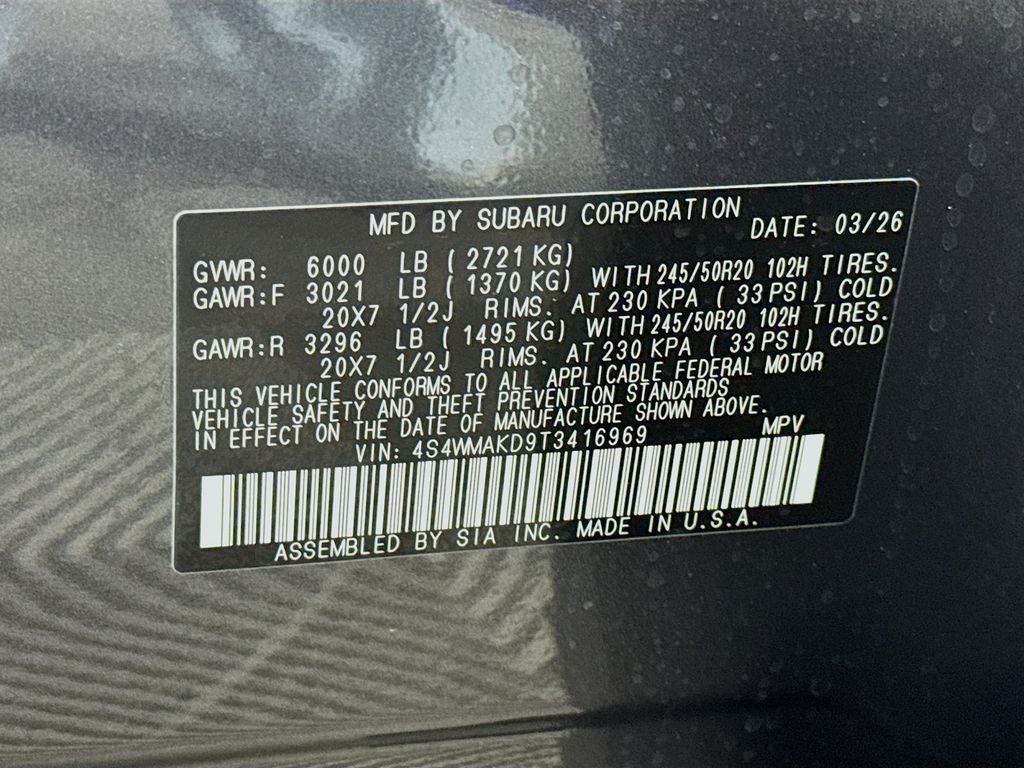 MFD BY SUBARU CORPORATION DATE: 03/26
GVWR: 6000 LB ( 2721 KG)
GAWR:F 3021 LB ( 1370 KG) WITH 245/50R20 102H TIRES.
20X7 1/2J RIMS. AT 230 KPA ( 33 PSI) COLD
GAWR:R 3296 LB ( 1495 KG) WITH 245/50R20 102H TIRES.
20X7 1/2J RIMS. AT 230 KPA ( 33 PSI) COLD
THIS VEHICLE CONFORMS TO ALL APPLICABLE FEDERAL MOTOR
VEHICLE SAFETY AND THEFT PREVENTION STANDARDS
IN EFFECT ON THE DATE OF MANUFACTURE SHOWN ABOVE.
VIN: 4S4WMAKD9T3416969 MPV
ASSEMBLED BY SIA INC. MADE IN U.S.A.